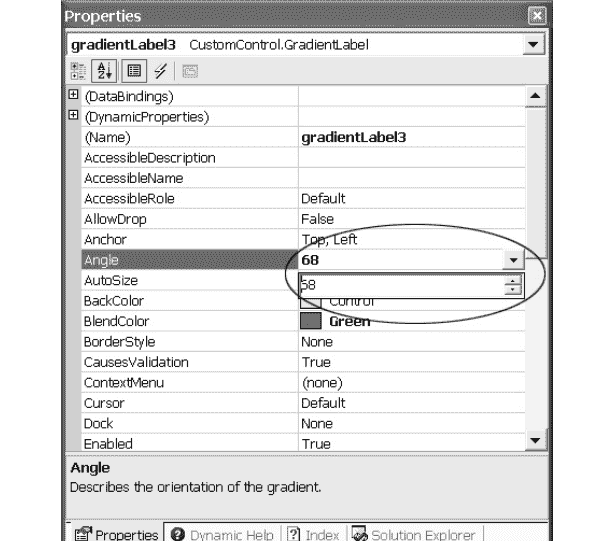 Properties
gradientLabel3 CustomControl.GradientLabel
(DataBindings)
(DynamicProperties)
(Name) gradientLabel3
AccessibleDescription
AccessibleName
AccessibleRole Default
AllowDrop False
Anchor Top, Left
Angle 68
AutoSize 68
BackColor Control
BlendColor Green
BorderStyle None
CausesValidation True
ContextMenu (none)
Cursor Default
Dock None
Enabled True
Angle
Describes the orientation of the gradient.
Properties Dynamic Help Index Solution Explorer